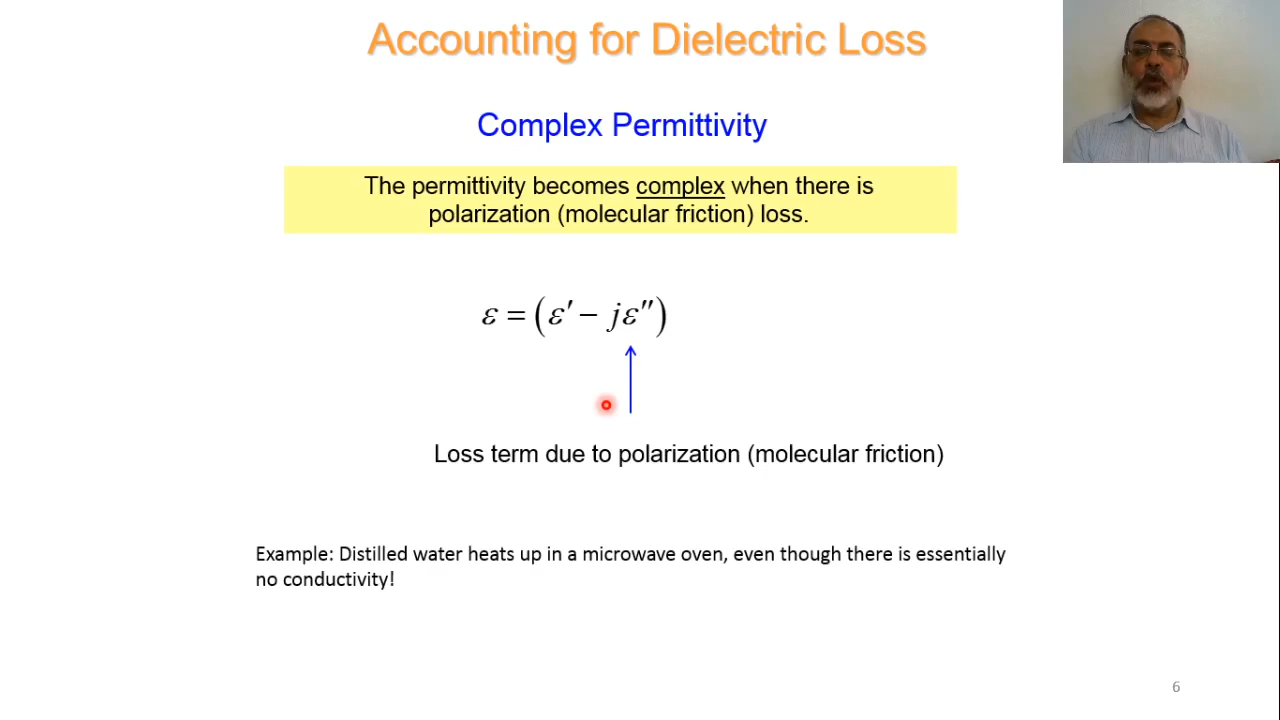 Accounting for Dielectric Loss
Complex Permittivity
The permittivity becomes complex when there is
polarization (molecular friction) loss.
ε = (ε′ − jε″)
Loss term due to polarization (molecular friction)
Example: Distilled water heats up in a microwave oven, even though there is essentially
no conductivity!
6